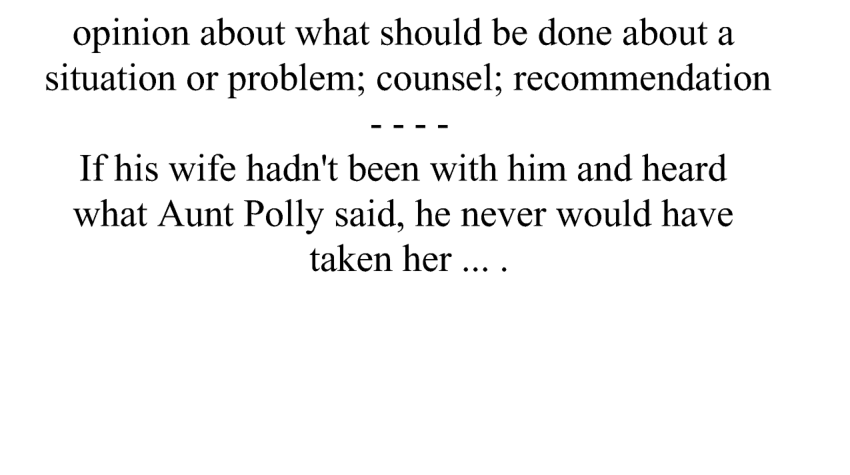 opinion about what should be done about a
situation or problem; counsel; recommendation
- - - -
If his wife hadn't been with him and heard
what Aunt Polly said, he never would have
taken her ... .